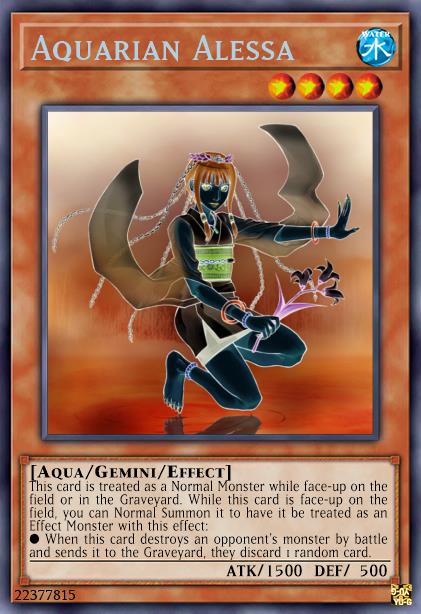 Aquarian Alessa
WATER
水
[Aqua/Gemini/Effect]
This card is treated as a Normal Monster while face-up on the
field or in the Graveyard. While this card is face-up on the
field, you can Normal Summon it to have it be treated as an
Effect Monster with this effect:
● When this card destroys an opponent's monster by battle
and sends it to the Graveyard, they discard 1 random card.
ATK/1500 DEF/ 500
22377815